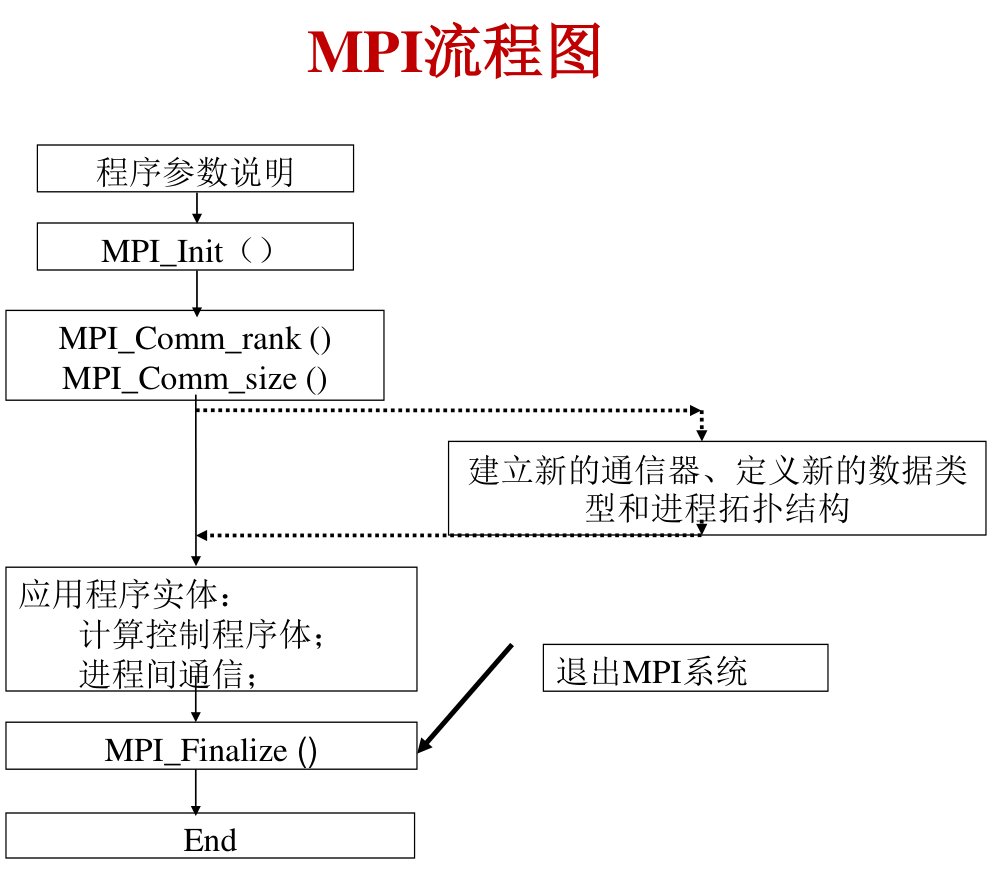 MPI流程图
程序参数说明
MPI_Init（）
MPI_Comm_rank ()
MPI_Comm_size ()
建立新的通信器、定义新的数据类
型和进程拓扑结构
应用程序实体：
计算控制程序体；
进程间通信；
退出MPI系统
MPI_Finalize ()
End